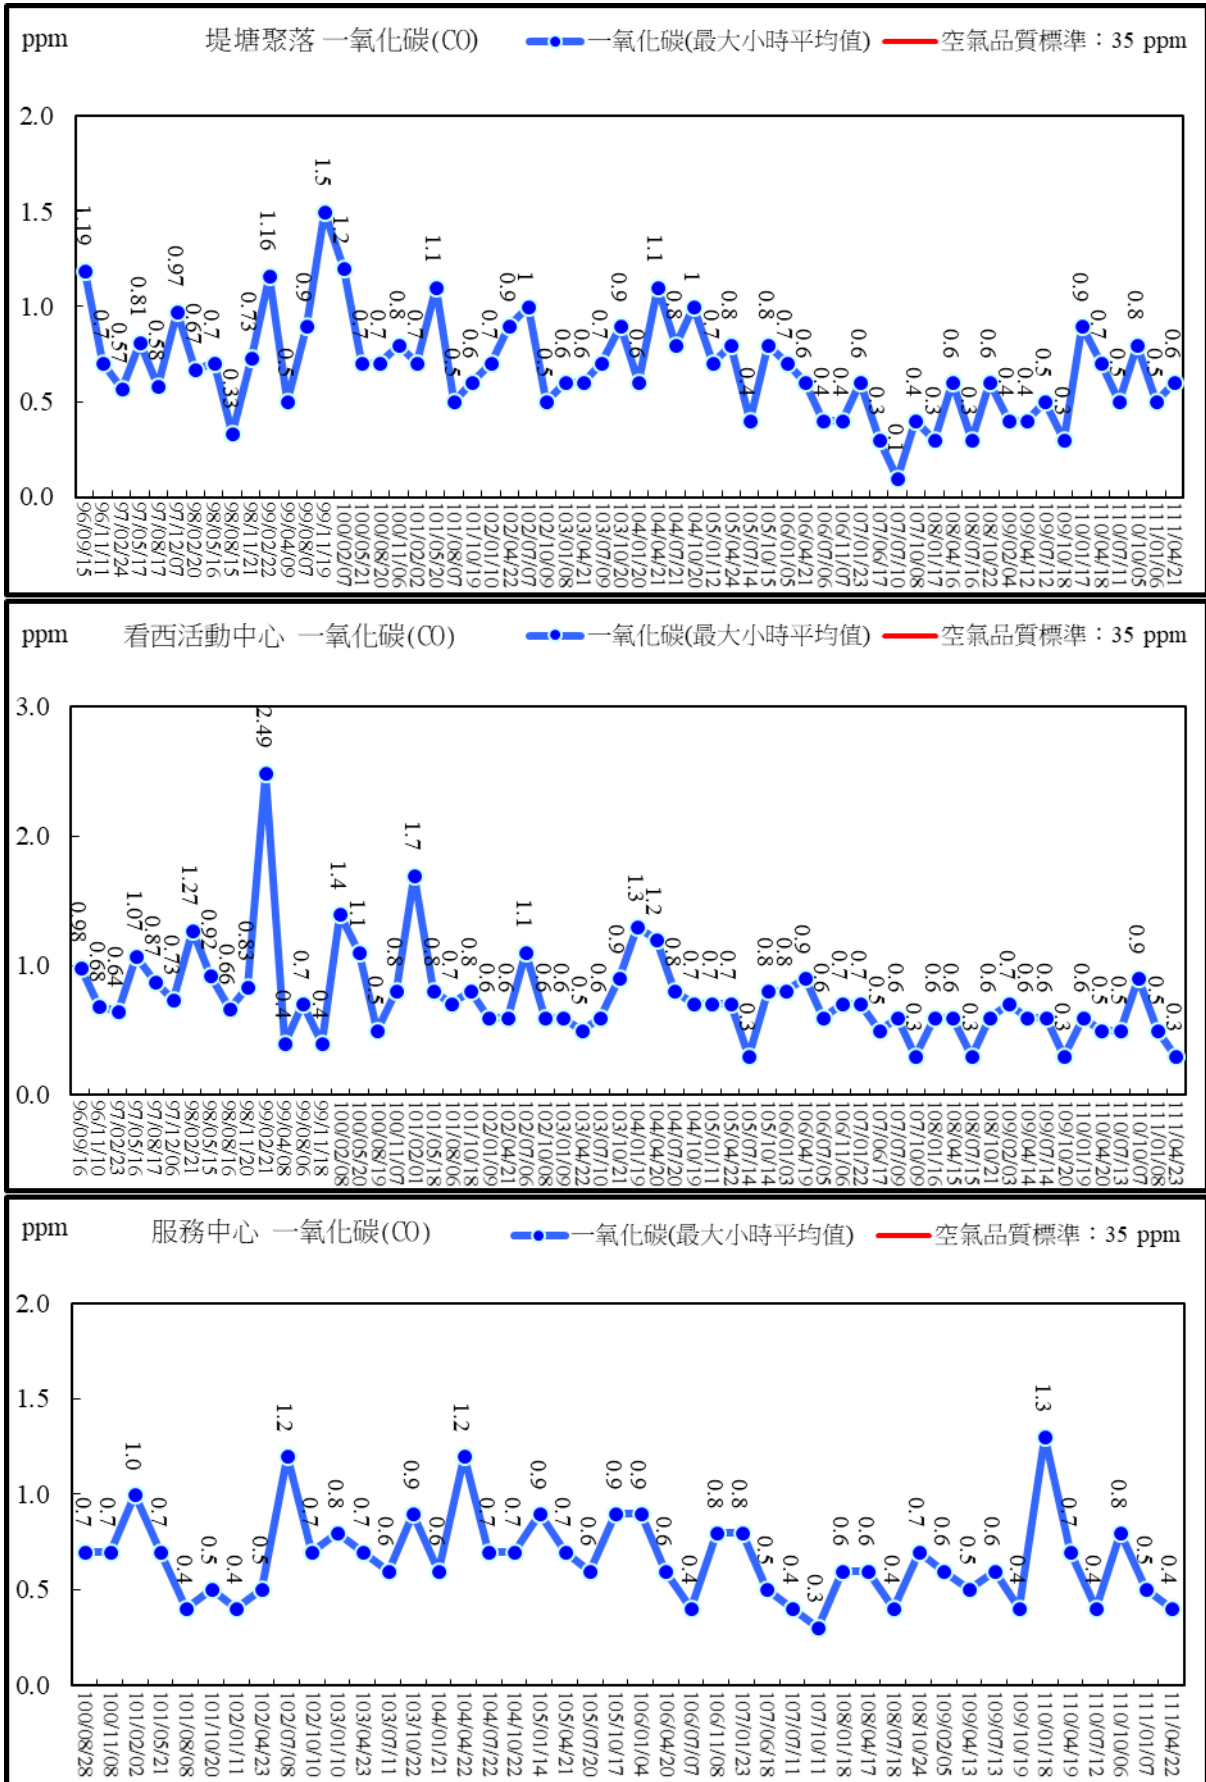 ppm 堤塘聚落 一氧化碳(CO) 一氧化碳(最大小時平均值) 空氣品質標準：35 ppm
2.0
1.5
1.0
0.5
0.0
1.19 0.7 0.57 0.81 0.58 0.97 0.67 0.7 0.33 0.73 1.16 0.5 0.9 1.5 1.2 0.7 0.7 0.8 0.7 1.1 0.5 0.6 0.7 0.9 1 0.5 0.6 0.6 0.7 0.9 0.6 1.1 0.8 1 0.7 0.8 0.4 0.8 0.7 0.6 0.4 0.4 0.6 0.3 0.1 0.4 0.3 0.6 0.3 0.6 0.4 0.4 0.5 0.3 0.9 0.7 0.5 0.8 0.5 0.6
96/09/15 96/11/11 97/02/24 97/05/17 97/08/17 97/12/07 98/02/20 98/05/16 98/08/15 98/11/21 99/02/22 99/04/09 99/08/07 99/11/19 100/02/07 100/05/21 100/08/20 100/11/06 101/02/02 101/05/20 101/08/07 101/10/19 102/01/10 102/04/22 102/07/07 102/10/09 103/01/08 103/04/21 103/07/09 103/10/20 104/01/20 104/04/21 104/07/21 104/10/20 105/01/12 105/04/24 105/07/14 105/10/15 106/01/05 106/04/21 106/07/06 106/11/07 107/01/23 107/06/17 107/07/10 107/10/08 108/01/17 108/04/16 108/07/16 108/10/22 109/02/04 109/04/12 109/07/12 109/10/18 110/01/17 110/04/18 110/07/11 110/10/05 111/01/06 111/04/21
ppm 看西活動中心 一氧化碳(CO) 一氧化碳(最大小時平均值) 空氣品質標準：35 ppm
3.0
2.0
1.0
0.0
0.98 0.68 0.64 1.07 0.87 0.73 1.27 0.92 0.66 0.83 2.49 0.4 0.7 0.4 1.4 1.1 0.5 0.8 1.7 0.8 0.7 0.8 0.6 0.6 1.1 0.6 0.6 0.5 0.6 0.9 1.3 1.2 0.8 0.7 0.7 0.7 0.3 0.8 0.8 0.9 0.6 0.7 0.7 0.5 0.6 0.3 0.6 0.6 0.3 0.6 0.7 0.6 0.6 0.3 0.6 0.5 0.5 0.9 0.5 0.3
96/09/16 96/11/10 97/02/23 97/05/16 97/08/17 97/12/06 98/02/21 98/05/15 98/08/16 98/11/20 99/02/21 99/04/08 99/08/06 99/11/18 100/02/08 100/05/20 100/08/19 100/11/07 101/02/01 101/05/18 101/08/06 101/10/18 102/01/09 102/04/21 102/07/06 102/10/08 103/01/09 103/04/22 103/07/10 103/10/21 104/01/19 104/04/20 104/07/20 104/10/19 105/01/11 105/04/22 105/07/14 105/10/14 106/01/03 106/04/19 106/07/05 106/11/06 107/01/22 107/06/17 107/07/09 107/10/09 108/01/16 108/04/15 108/07/15 108/10/21 109/02/03 109/04/14 109/07/14 109/10/20 110/01/19 110/04/20 110/07/13 110/10/07 111/01/08 111/04/23
ppm 服務中心 一氧化碳(CO) 一氧化碳(最大小時平均值) 空氣品質標準：35 ppm
2.0
1.5
1.0
0.5
0.0
0.7 0.7 1.0 0.7 0.4 0.5 0.4 0.5 1.2 0.7 0.8 0.7 0.6 0.9 0.6 1.2 0.7 0.7 0.9 0.7 0.6 0.9 0.9 0.6 0.4 0.8 0.8 0.5 0.4 0.3 0.6 0.6 0.4 0.7 0.6 0.5 0.6 0.4 1.3 0.7 0.4 0.8 0.5 0.4
100/08/28 100/11/08 101/02/02 101/05/21 101/08/08 101/10/20 102/01/11 102/04/23 102/07/08 102/10/10 103/01/10 103/04/23 103/07/11 103/10/22 104/01/21 104/04/22 104/07/22 104/10/22 105/01/14 105/04/21 105/07/20 105/10/17 106/01/04 106/04/20 106/07/07 106/11/08 107/01/23 107/06/18 107/07/11 107/10/11 108/01/18 108/04/17 108/07/18 108/10/24 109/02/05 109/04/13 109/07/13 109/10/19 110/01/18 110/04/19 110/07/12 110/10/06 111/01/07 111/04/22